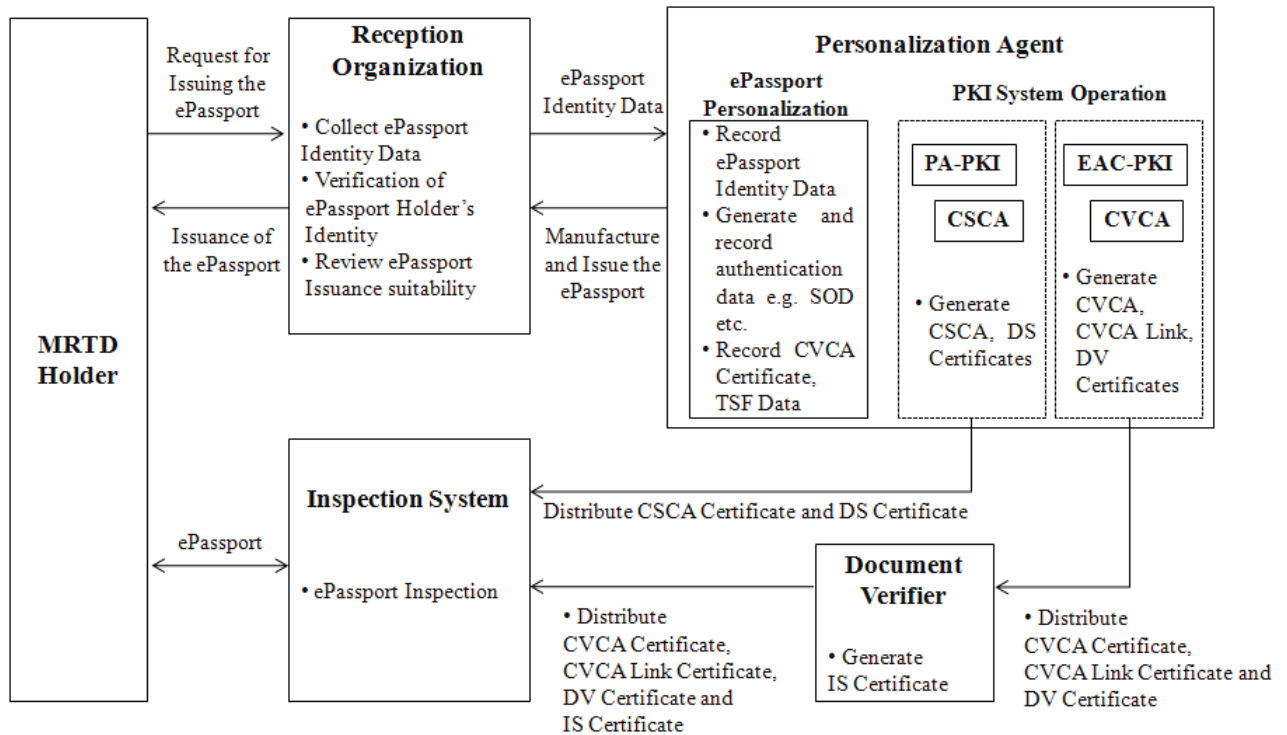 MRTD
Holder
Request for
Issuing the
ePassport
Issuance of
the ePassport
Reception
Organization
• Collect ePassport
Identity Data
• Verification of
ePassport Holder’s
Identity
• Review ePassport
Issuance suitability
ePassport
Identity Data
Manufacture
and Issue the
ePassport
Personalization Agent
ePassport
Personalization
• Record
ePassport
Identity Data
• Generate and
record
authentication
data e.g. SOD
etc.
• Record CVCA
Certificate,
TSF Data
PKI System Operation
PA-PKI
CSCA
• Generate
CSCA, DS
Certificates
EAC-PKI
CVCA
• Generate
CVCA,
CVCA Link,
DV
Certificates
ePassport
Inspection System
• ePassport Inspection
Distribute CSCA Certificate and DS Certificate
• Distribute
CVCA Certificate,
CVCA Link Certificate,
DV Certificate and
IS Certificate
Document
Verifier
• Generate
IS Certificate
• Distribute
CVCA Certificate,
CVCA Link Certificate and
DV Certificate